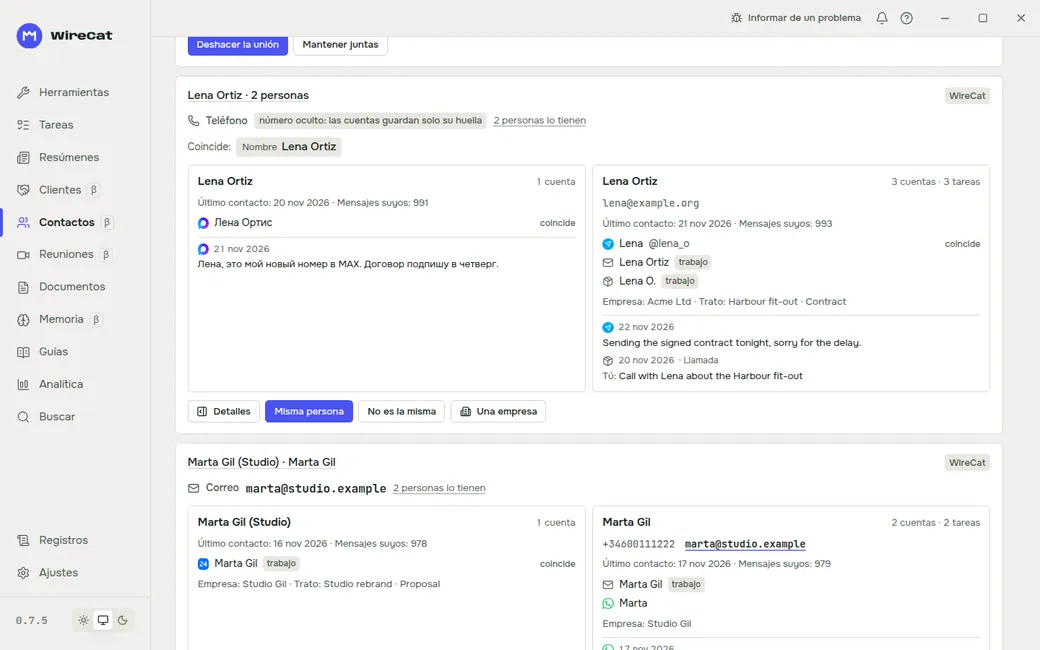 WireCat
Informar de un problema
Herramientas
Tareas
Resúmenes
Clientes β
Contactos β
Reuniones β
Documentos
Memoria β
Guías
Analítica
Buscar
Registros
Ajustes
0.7.5
Deshacer la unión
Mantener juntas
Lena Ortiz · 2 personas
WireCat
Teléfono número oculto: las cuentas guardan solo su huella 2 personas lo tienen
Coincide: Nombre Lena Ortiz
Lena Ortiz
1 cuenta
Último contacto: 20 nov 2026 · Mensajes suyos: 991
Лена Ортис
coincide
21 nov 2026
Лена, это мой новый номер в MAX. Договор подпишу в четверг.
Lena Ortiz
3 cuentas · 3 tareas
lena@example.org
Último contacto: 21 nov 2026 · Mensajes suyos: 993
Lena @lena_o
coincide
Lena Ortiz trabajo
Lena O. trabajo
Empresa: Acme Ltd · Trato: Harbour fit-out · Contract
22 nov 2026
Sending the signed contract tonight, sorry for the delay.
20 nov 2026 · Llamada
Tú: Call with Lena about the Harbour fit-out
Detalles
Misma persona
No es la misma
Una empresa
Marta Gil (Studio) · Marta Gil
WireCat
Correo marta@studio.example 2 personas lo tienen
Marta Gil (Studio)
1 cuenta
Último contacto: 16 nov 2026 · Mensajes suyos: 978
24 Marta Gil trabajo
coincide
Empresa: Studio Gil · Trato: Studio rebrand · Proposal
Marta Gil
2 cuentas · 2 tareas
+34600111222 marta@studio.example
Último contacto: 17 nov 2026 · Mensajes suyos: 979
Marta Gil trabajo
Marta
Empresa: Studio Gil
17 nov 2026